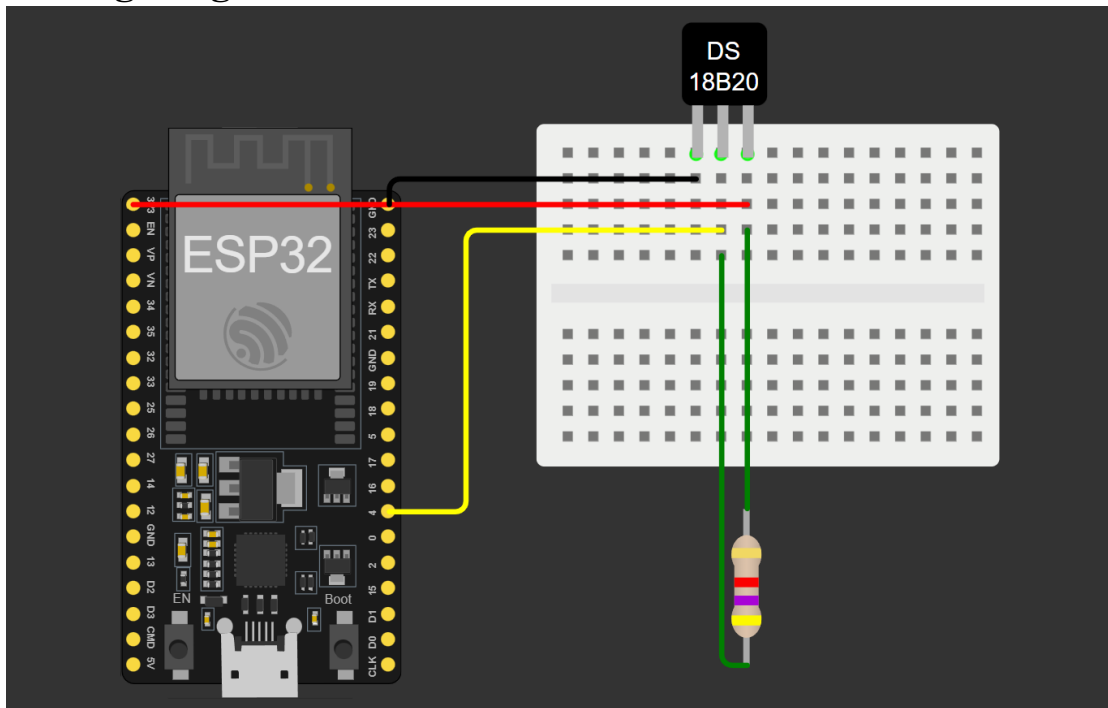 DS
18B20
ESP32
3V3
EN
VP
VN
34
35
32
33
25
26
27
14
12
GND
13
D2
D3
CMD
5V
GND
23
22
TX
RX
21
GND
19
18
5
17
16
4
0
2
15
D1
D0
CLK
EN
Boot